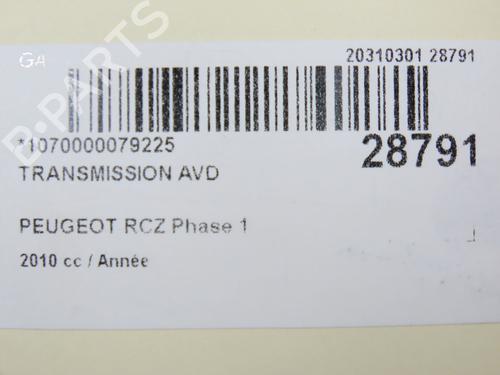 GA
20310301 28791
*1070000079225
28791
TRANSMISSION AVD
PEUGEOT RCZ Phase 1
2010 cc / Année
B-PARTS